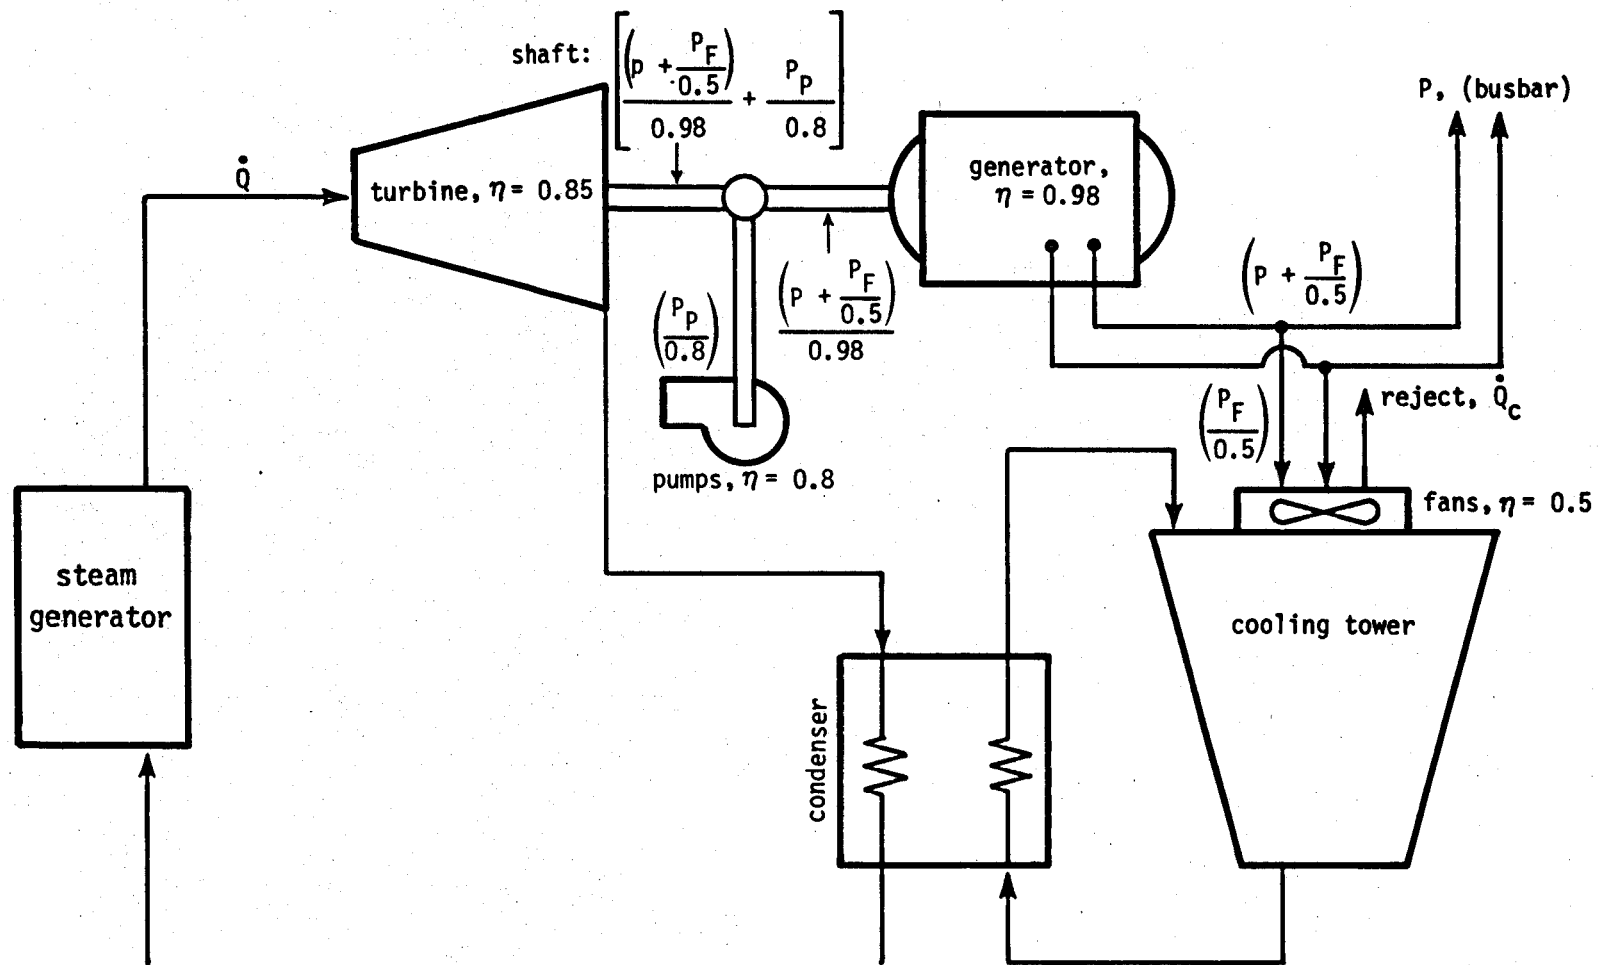 shaft: [((p + P_F/0.5)/0.98) + P_P/0.8]
P, (busbar)
Q̇
turbine, η = 0.85
generator,
η = 0.98
(P + P_F/0.5)
(P_P/0.8)
(P + P_F/0.5)/0.98
(P_F/0.5)
reject, Q̇_c
pumps, η = 0.8
fans, η = 0.5
steam
generator
cooling tower
condenser